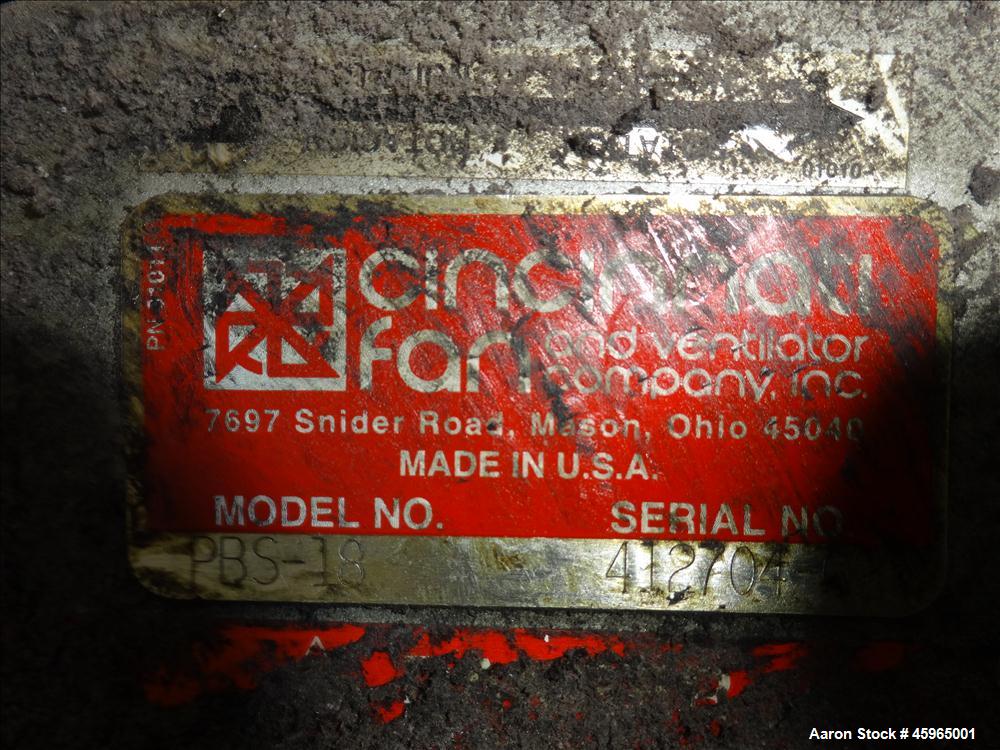 01010
cincinnati
fan and ventilator
company, inc.
7697 Snider Road, Mason, Ohio 45040
MADE IN U.S.A.
MODEL NO. SERIAL NO.
PBS-18 412704
Aaron Stock # 45965001